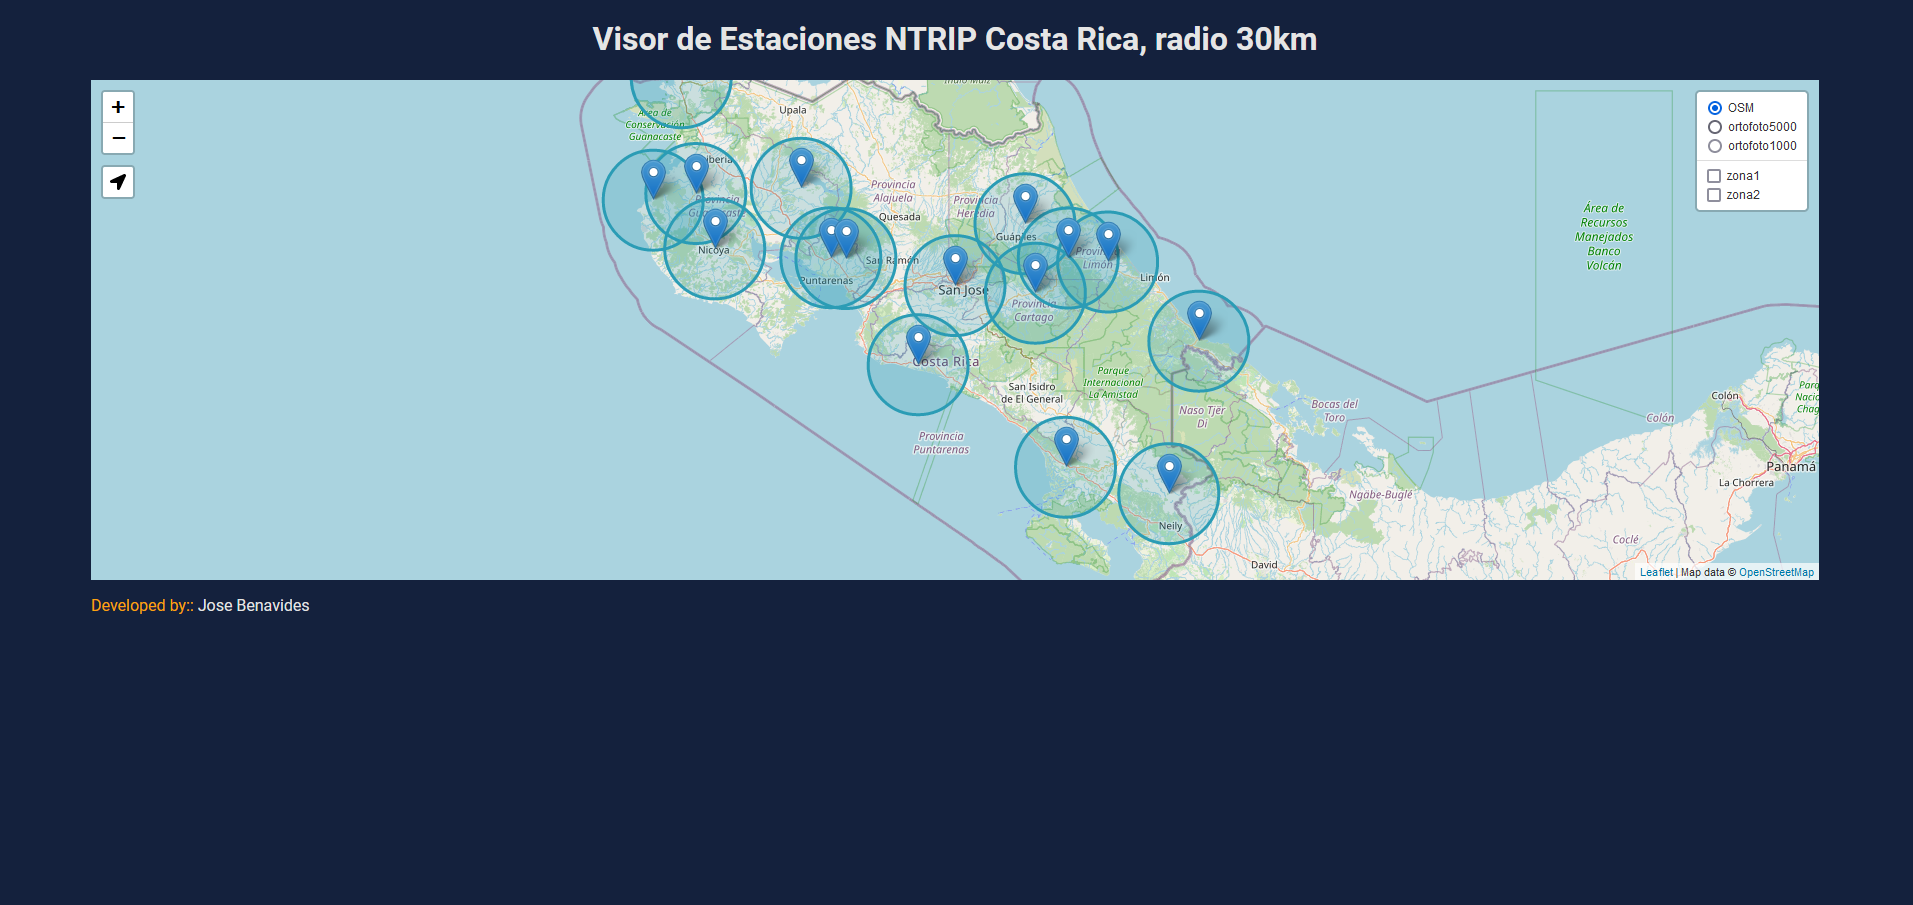 Visor de Estaciones NTRIP Costa Rica, radio 30km
+
−
OSM
ortofoto5000
ortofoto1000
zona1
zona2
Upala
Área de
Conservación
Guanacaste
Liberia
Provincia
Guanacaste
Nicoya
Provincia
Alajuela
Quesada
Provincia
Heredia
Guápiles
San Ramón
Puntarenas
San José
Provincia
Limón
Limón
Provincia
Cartago
Costa Rica
San Isidro
de El General
Parque
Internacional
La Amistad
Provincia
Puntarenas
Naso Tjër
Di
Bocas del
Toro
Neily
David
Ngäbe-Buglé
Coclé
Colón
Colón
Panamá
La Chorrera
Área de
Recursos
Manejados
Banco
Volcán
Leaflet | Map data © OpenStreetMap
Developed by:: Jose Benavides